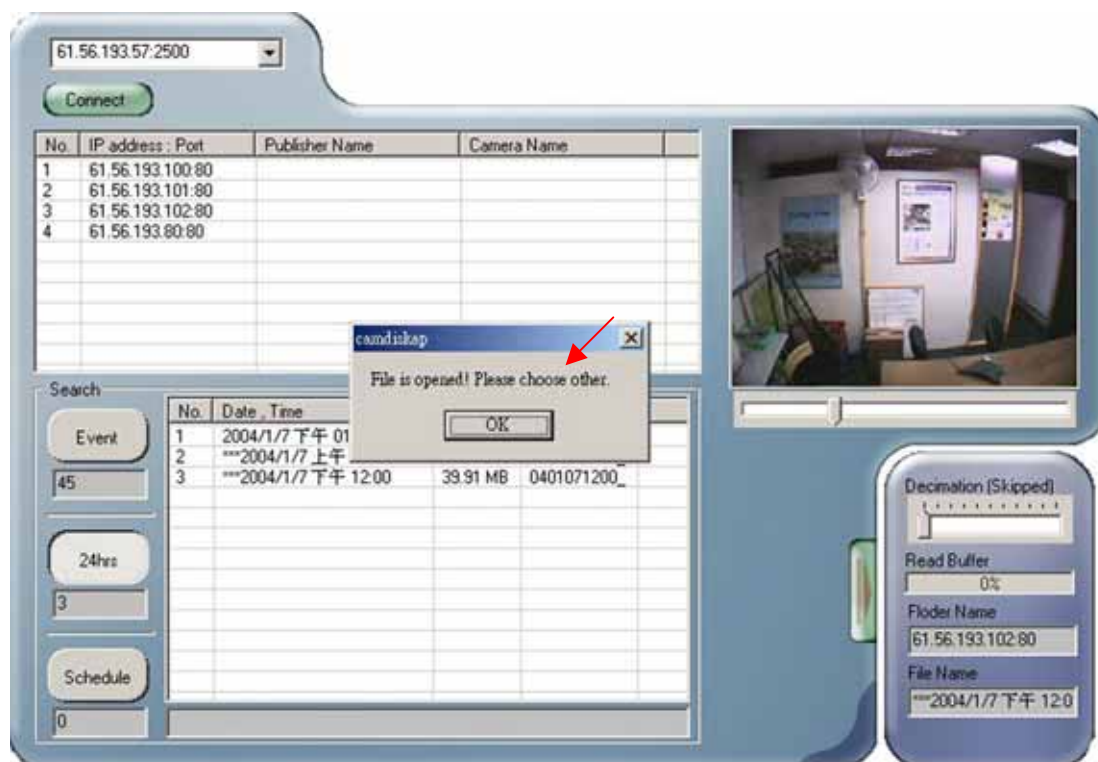 61.56.193.57:2500
Connect
No. IP address : Port Publisher Name Camera Name
1 61.56.193.100:80
2 61.56.193.101:80
3 61.56.193.102:80
4 61.56.193.80:80
camdiskap
File is opened! Please choose other.
OK
Search
Event
45
24hrs
3
Schedule
0
No. Date , Time
1 2004/1/7 下午 01
2 ***2004/1/7 上午
3 ***2004/1/7 下午 12:00 39.91 MB 0401071200_
Decimation (Skipped)
Read Buffer
0%
Floder Name
61.56.193.102:80
File Name
***2004/1/7 下午 12:0